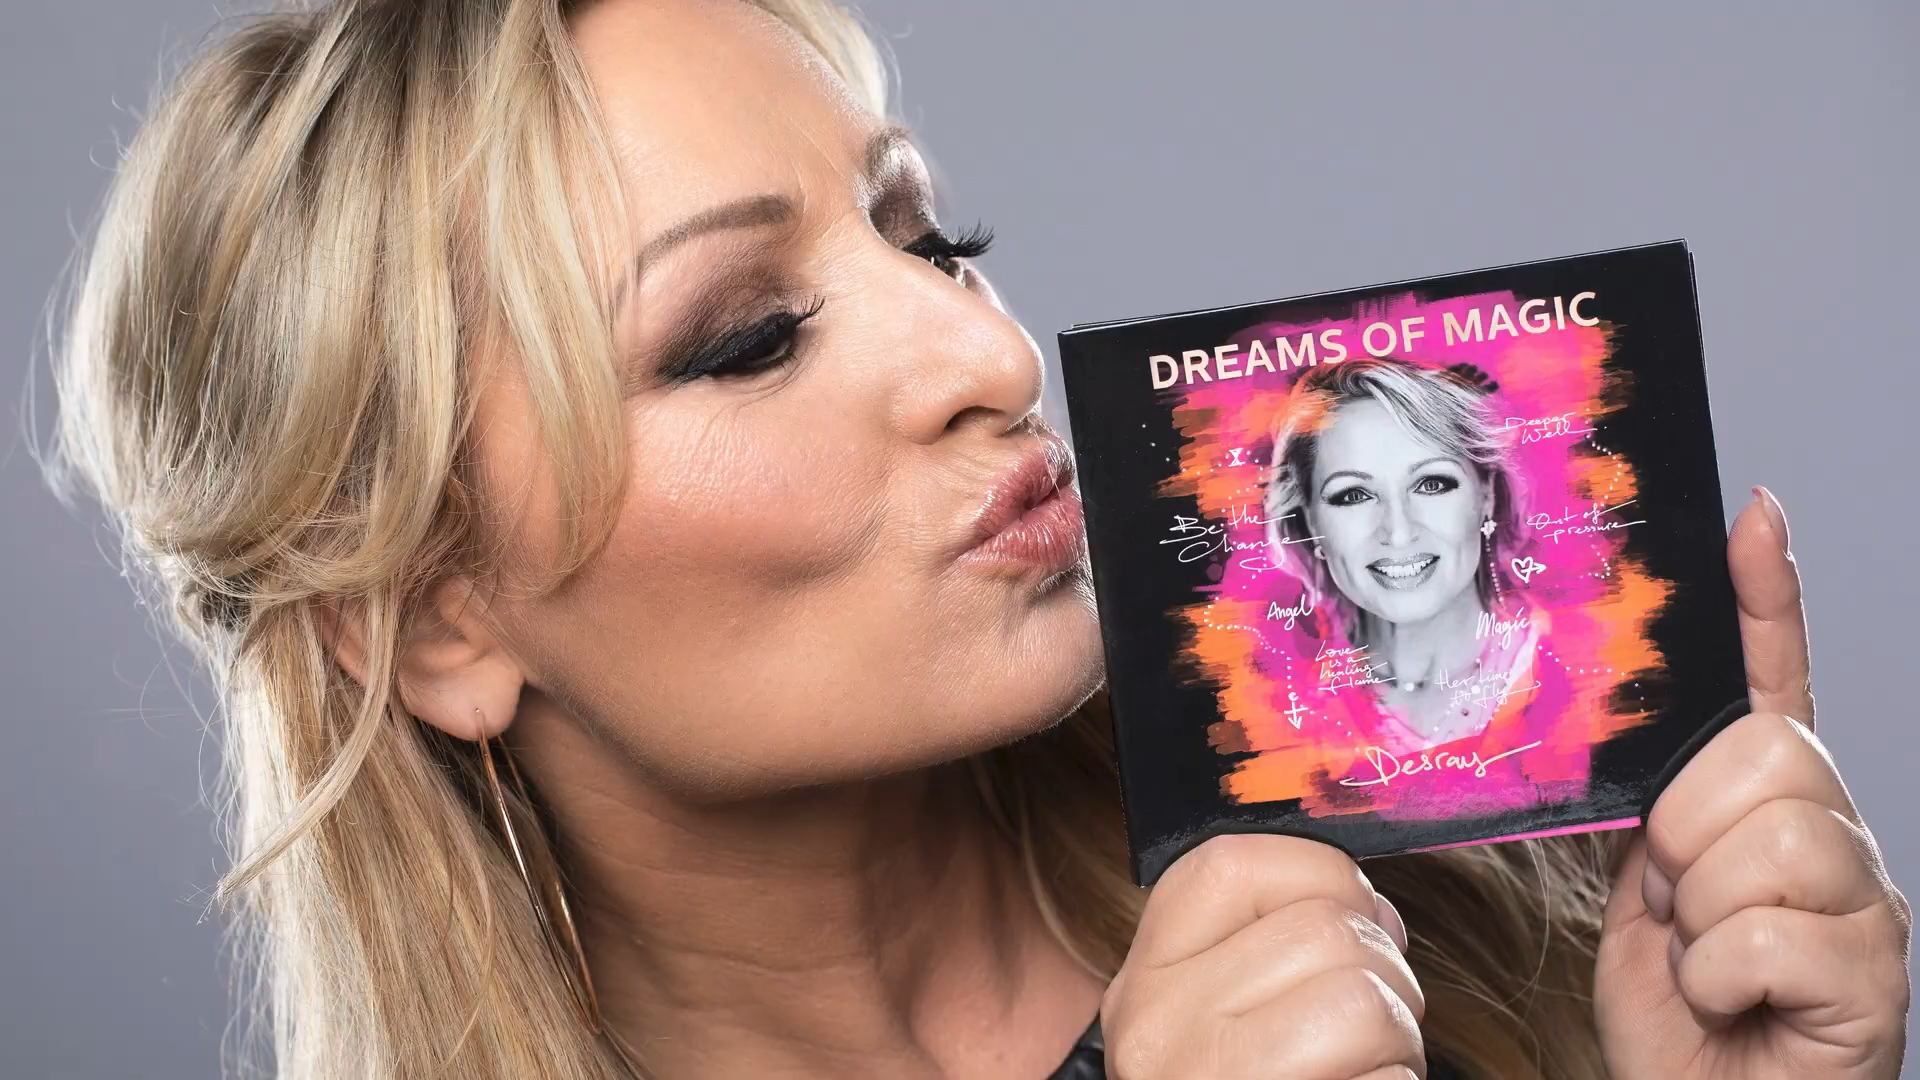 DREAMS OF MAGIC
Deeper
Well
Be the
Change
Out of
pressure
Angel
Magic
Love
is a
healing
flame
Her time
to fly
Desray